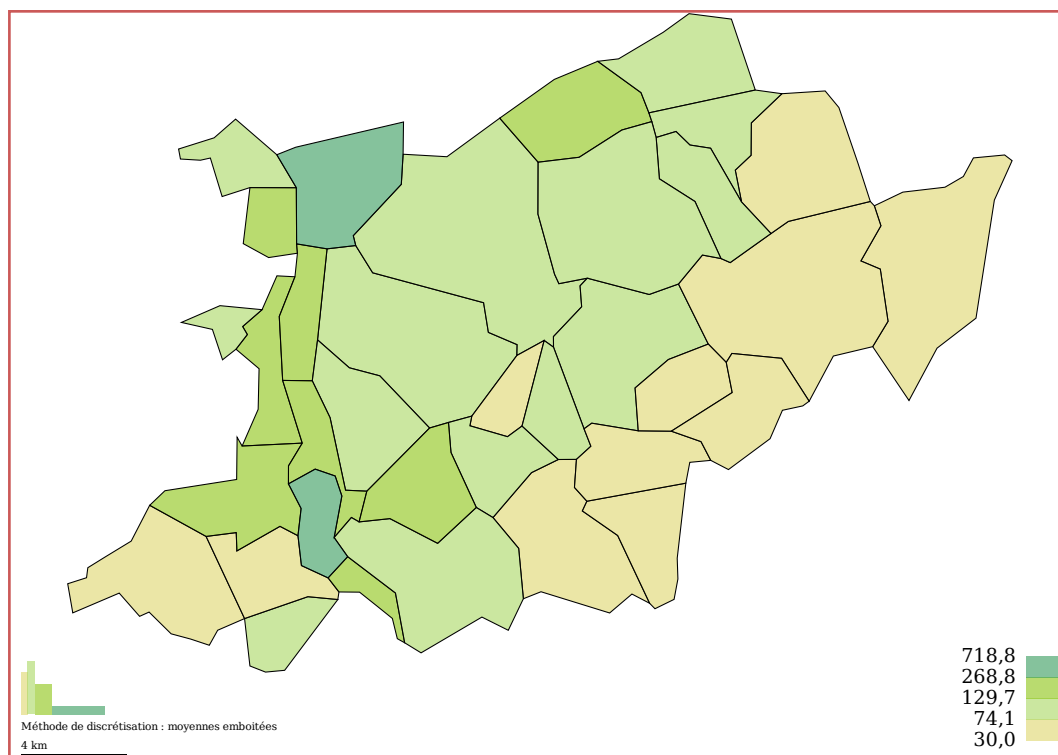 718,8
268,8
129,7
74,1
30,0
Méthode de discrétisation : moyennes emboitées
4 km